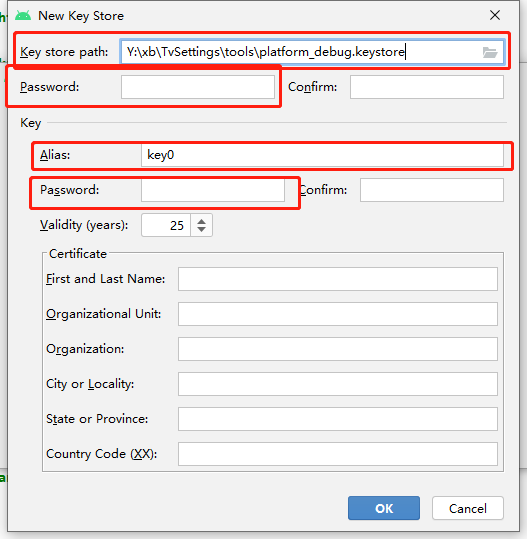 New Key Store
Key store path: Y:\xb\TvSettings\tools\platform_debug.keystore
Password: Confirm:
Key
Alias: key0
Password: Confirm:
Validity (years): 25
Certificate
First and Last Name:
Organizational Unit:
Organization:
City or Locality:
State or Province:
Country Code (XX):
OK Cancel